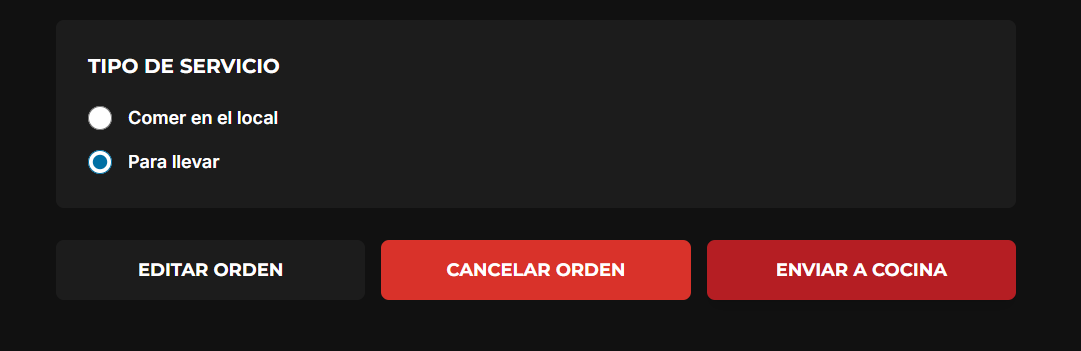 TIPO DE SERVICIO
Comer en el local
Para llevar
EDITAR ORDEN
CANCELAR ORDEN
ENVIAR A COCINA